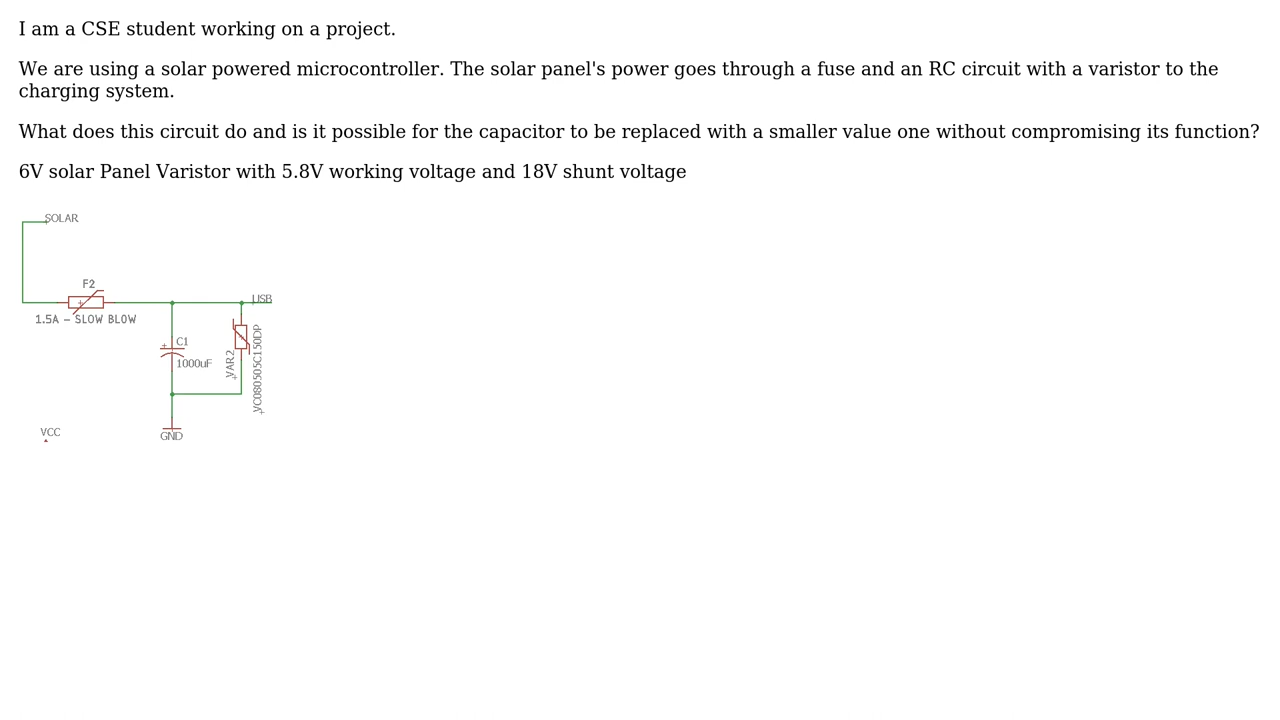 I am a CSE student working on a project.
We are using a solar powered microcontroller. The solar panel's power goes through a fuse and an RC circuit with a varistor to the
charging system.
What does this circuit do and is it possible for the capacitor to be replaced with a smaller value one without compromising its function?
6V solar Panel Varistor with 5.8V working voltage and 18V shunt voltage
SOLAR
F2
USB
1.5A - SLOW BLOW
C1
1000uF
VAR2
VC080505C150DP
VCC
GND